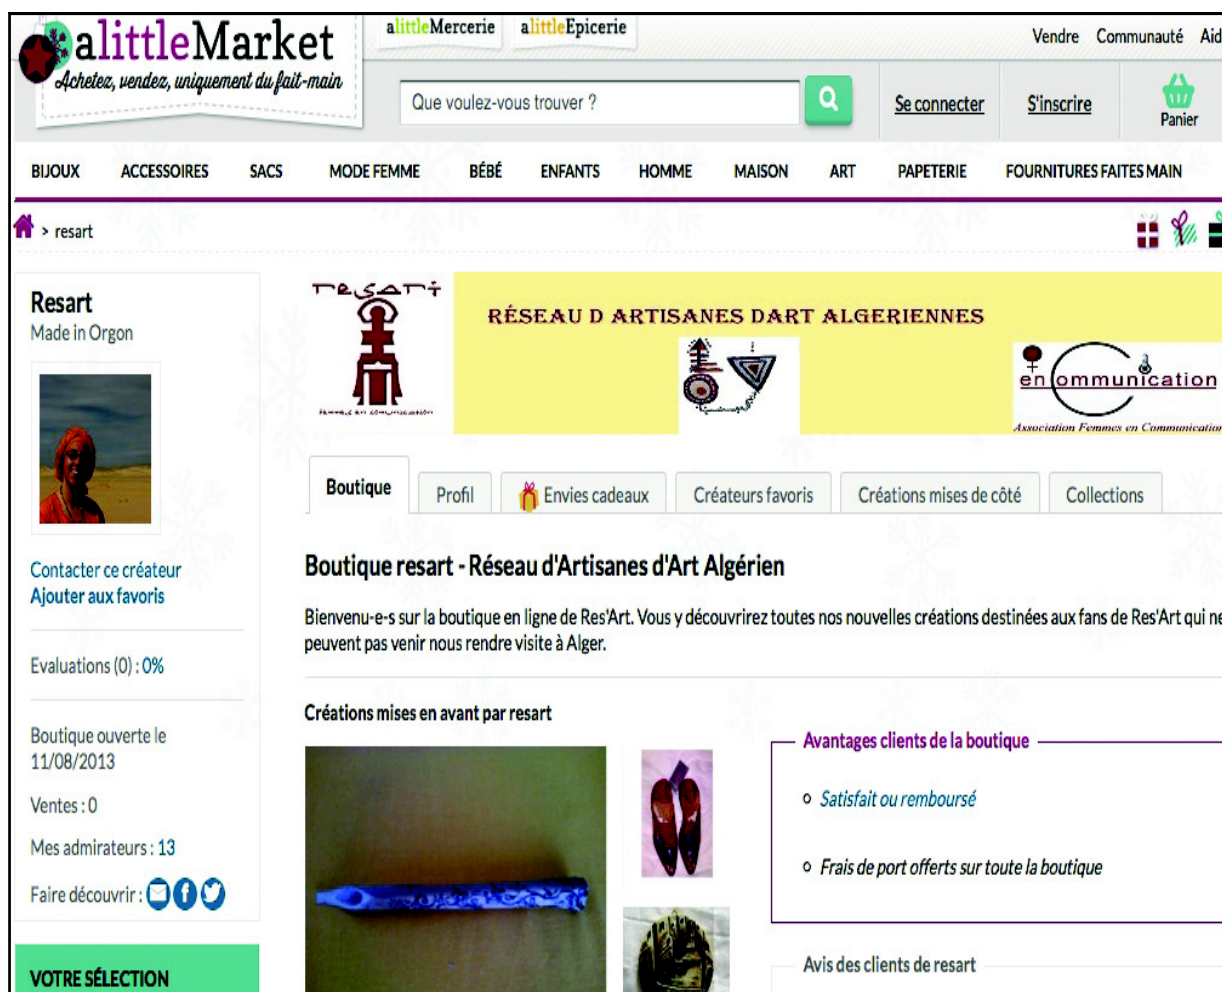 alittleMarket
Achetez, vendez, uniquement du fait-main
alittleMercerie alittleEpicerie
Vendre Communauté Aid
Que voulez-vous trouver ?
Se connecter S'inscrire Panier
BIJOUX ACCESSOIRES SACS MODE FEMME BÉBÉ ENFANTS HOMME MAISON ART PAPETERIE FOURNITURES FAITES MAIN
> resart
Resart
Made in Orgon
Contacter ce créateur
Ajouter aux favoris
Evaluations (0) : 0%
Boutique ouverte le
11/08/2013
Ventes : 0
Mes admirateurs : 13
Faire découvrir :
VOTRE SÉLECTION
resart
femmes en communication
RÉSEAU D ARTISANES DART ALGERIENNES
en communication
Association Femmes en Communication
Boutique Profil Envies cadeaux Créateurs favoris Créations mises de côté Collections
Boutique resart - Réseau d'Artisanes d'Art Algérien
Bienvenu-e-s sur la boutique en ligne de Res'Art. Vous y découvrirez toutes nos nouvelles créations destinées aux fans de Res'Art qui ne
peuvent pas venir nous rendre visite à Alger.
Créations mises en avant par resart
Avantages clients de la boutique
Satisfait ou remboursé
Frais de port offerts sur toute la boutique
Avis des clients de resart